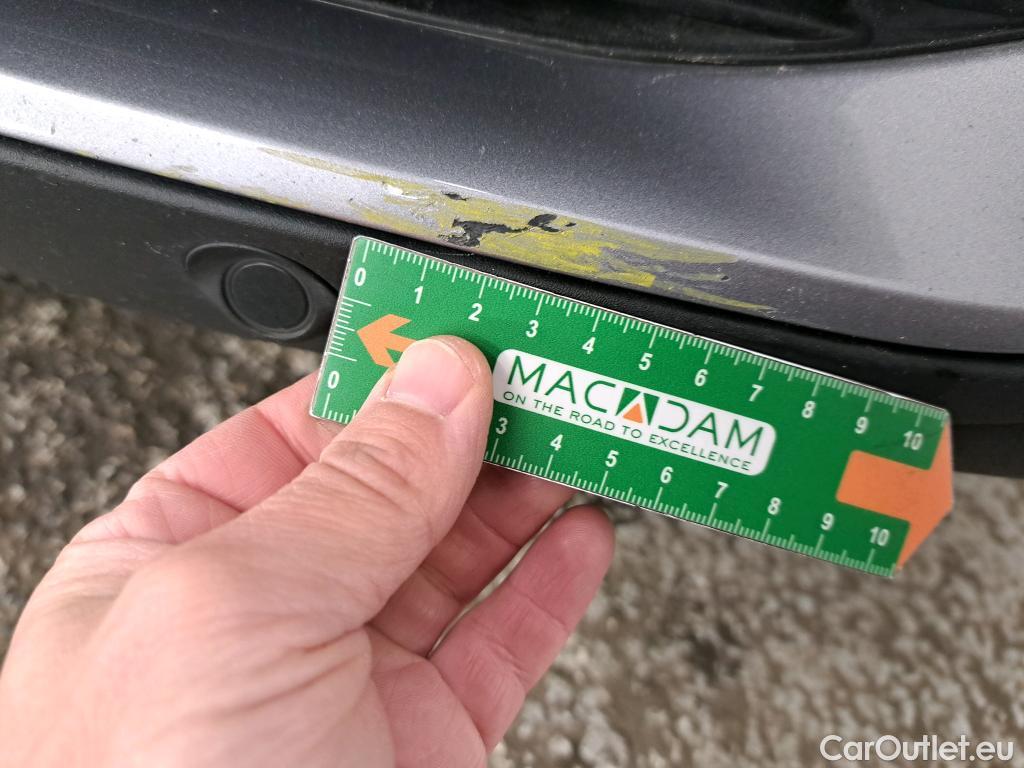 0 1 2 3 4 5 6 7 8 9 10
MACADAM
ON THE ROAD TO EXCELLENCE
0 3 4 5 6 7 8 9 10
CarOutlet.eu